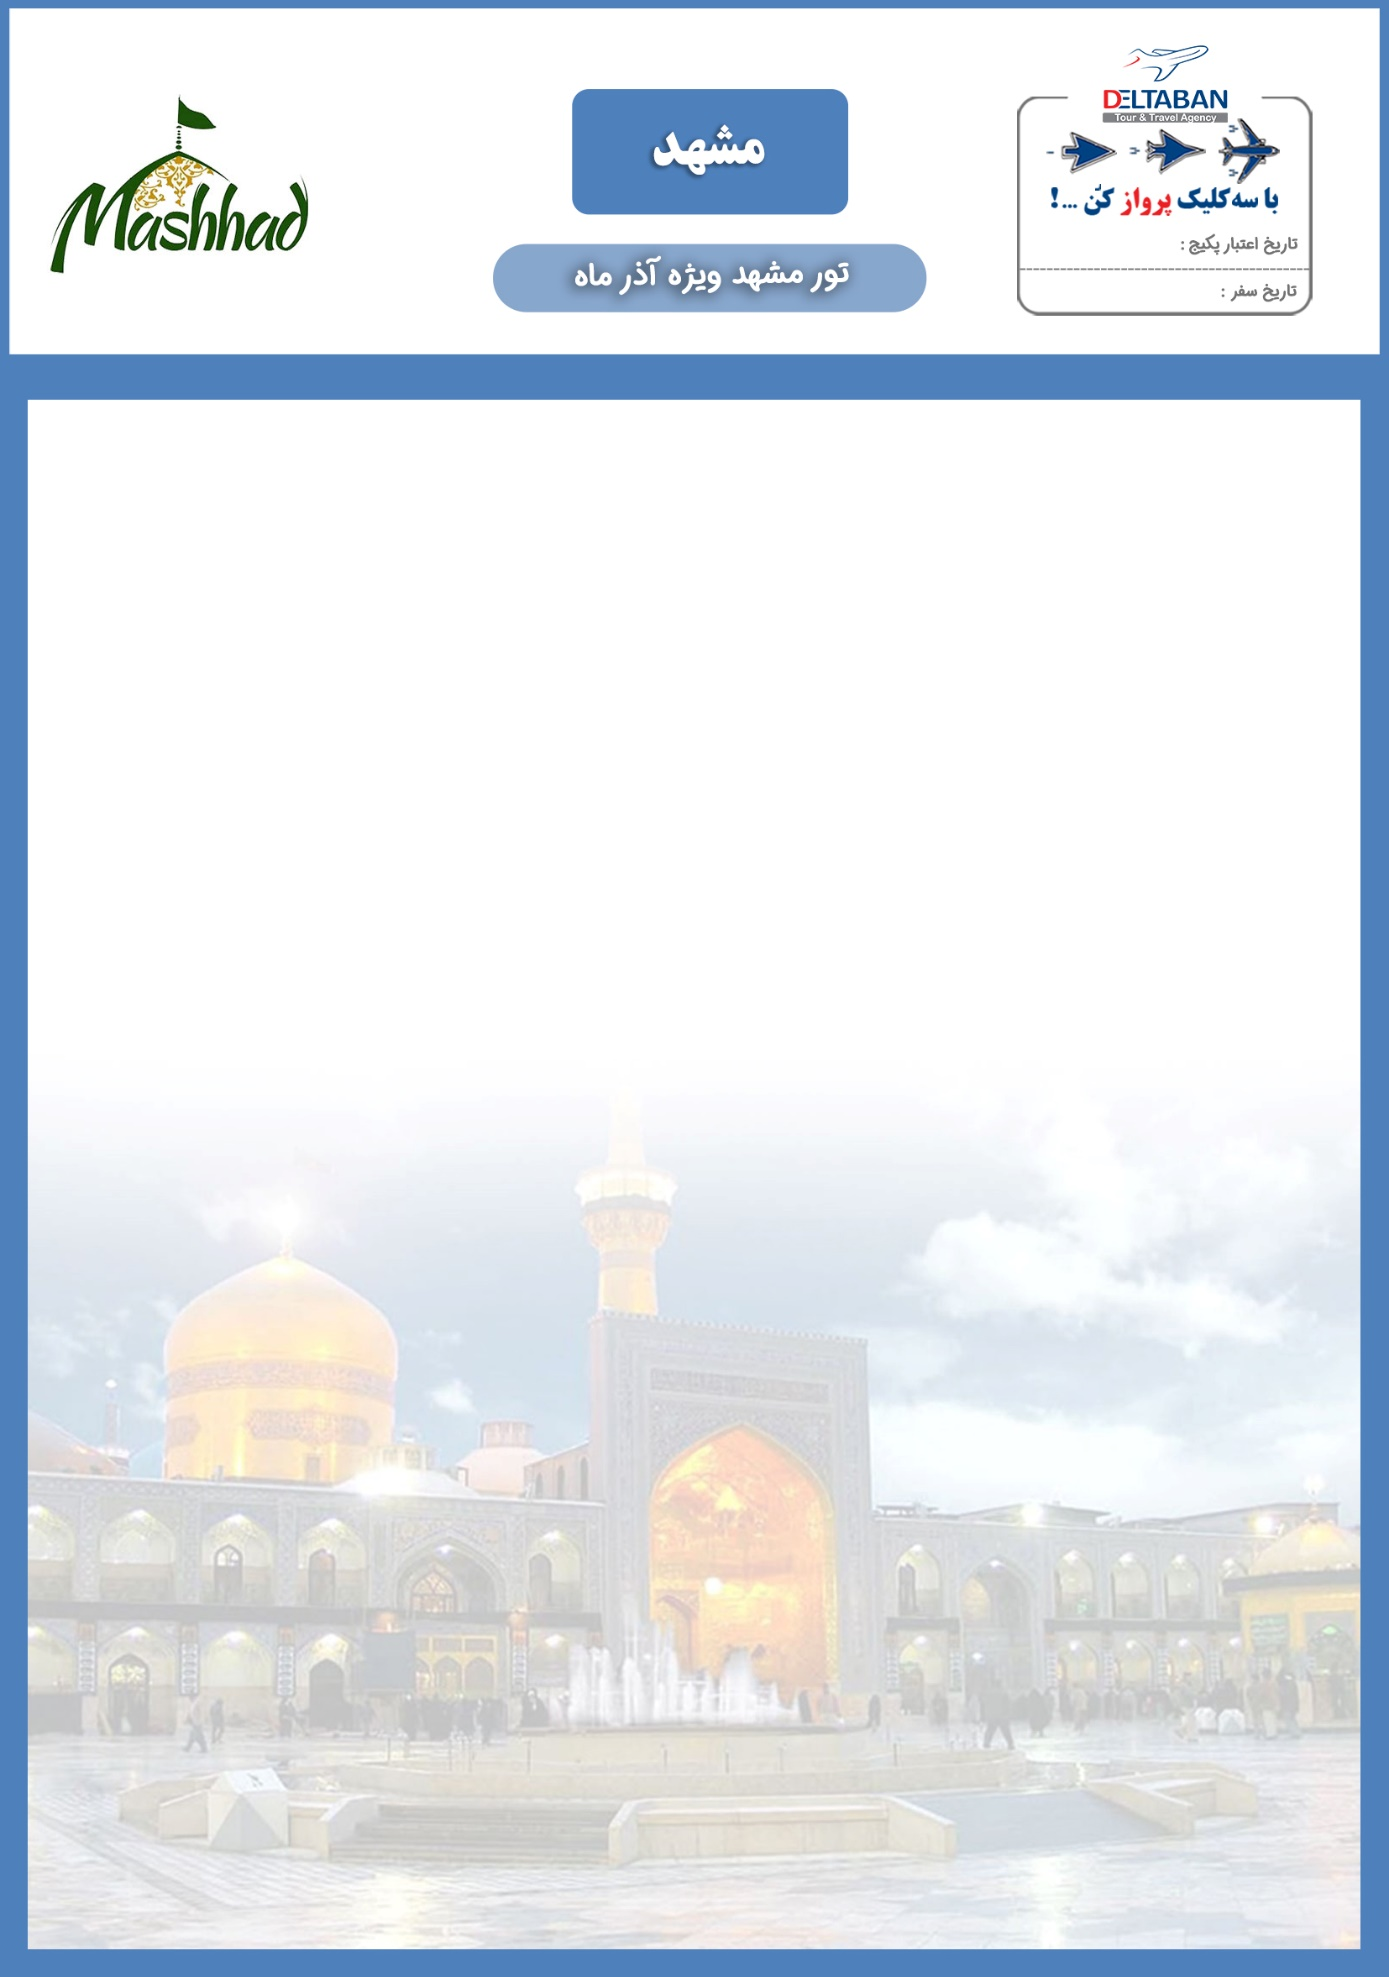 Mashhad
مشهد
تور مشهد ویژه آذر ماه
DELTABAN
Tour & Travel Agency
با سه کلیک پرواز کن ...!
تاریخ اعتبار پکیج :
تاریخ سفر :